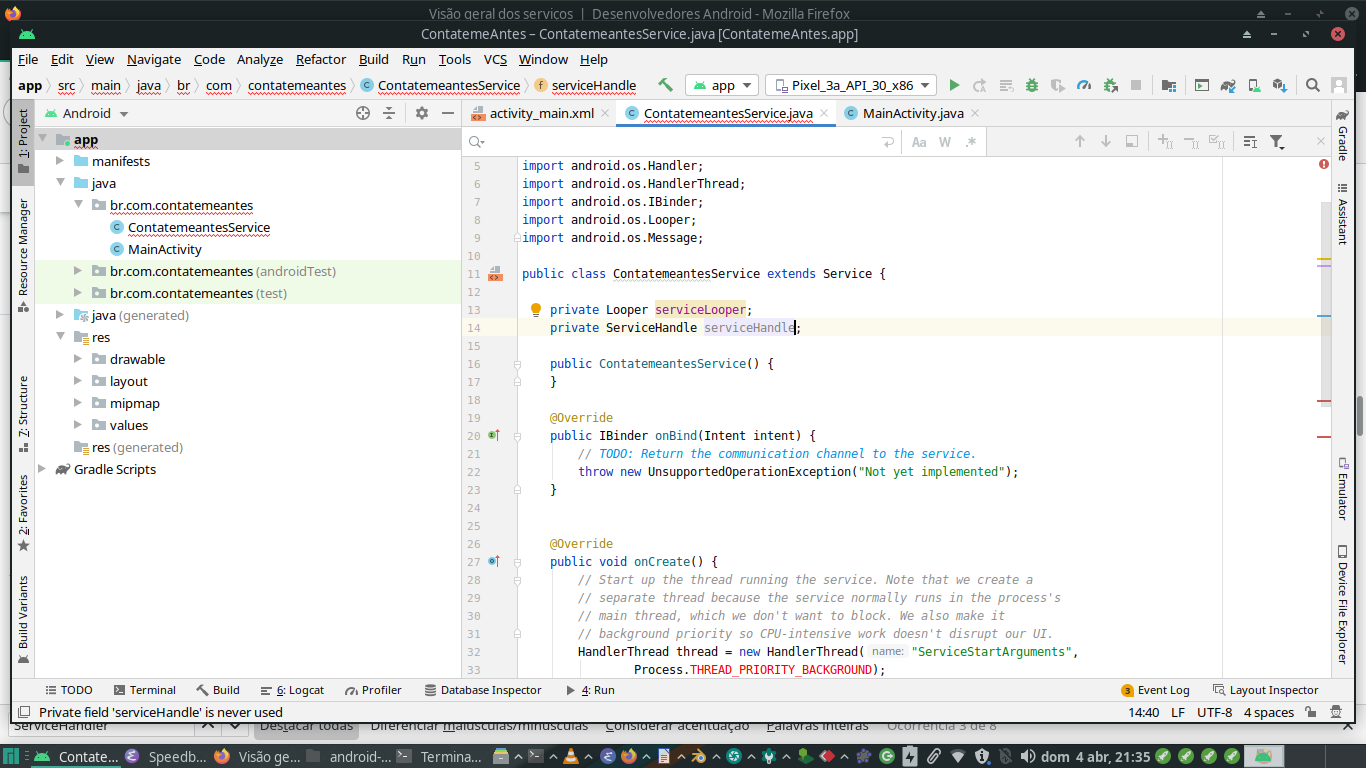 Visão geral dos servicos | Desenvolvedores Android - Mozilla Firefox
ContatemeAntes – ContatemeantesService.java [ContatemeAntes.app]
File Edit View Navigate Code Analyze Refactor Build Run Tools VCS Window Help
app src main java br com contatemeantes ContatemeantesService serviceHandle app Pixel_3a_API_30_x86
Android
activity_main.xml ContatemeantesService.java MainActivity.java
Aa W .*
1: Project
Resource Manager
7: Structure
2: Favorites
Build Variants
app
manifests
java
br.com.contatemeantes
ContatemeantesService
MainActivity
br.com.contatemeantes (androidTest)
br.com.contatemeantes (test)
java (generated)
res
drawable
layout
mipmap
values
res (generated)
Gradle Scripts
5 import android.os.Handler;
6 import android.os.HandlerThread;
7 import android.os.IBinder;
8 import android.os.Looper;
9 import android.os.Message;
10
11 public class ContatemeantesService extends Service {
12
13 private Looper serviceLooper;
14 private ServiceHandle serviceHandle;
15
16 public ContatemeantesService() {
17 }
18
19 @Override
20 public IBinder onBind(Intent intent) {
21 // TODO: Return the communication channel to the service.
22 throw new UnsupportedOperationException("Not yet implemented");
23 }
24
25
26 @Override
27 public void onCreate() {
28 // Start up the thread running the service. Note that we create a
29 // separate thread because the service normally runs in the process's
30 // main thread, which we don't want to block. We also make it
31 // background priority so CPU-intensive work doesn't disrupt our UI.
32 HandlerThread thread = new HandlerThread( name: "ServiceStartArguments",
33 Process.THREAD_PRIORITY_BACKGROUND);
Gradle
Assistant
Emulator
Device File Explorer
TODO Terminal Build 6: Logcat Profiler Database Inspector 4: Run 3 Event Log Layout Inspector
Private field 'serviceHandle' is never used 14:40 LF UTF-8 4 spaces
ServiceHandler Destacar todas Diferenciar maiúsculas/minúsculas Considerar acentuação Palavras inteiras Ocorrência 3 de 8
Contate... Speedb... Visão ge... android-... Termina... dom 4 abr, 21:35